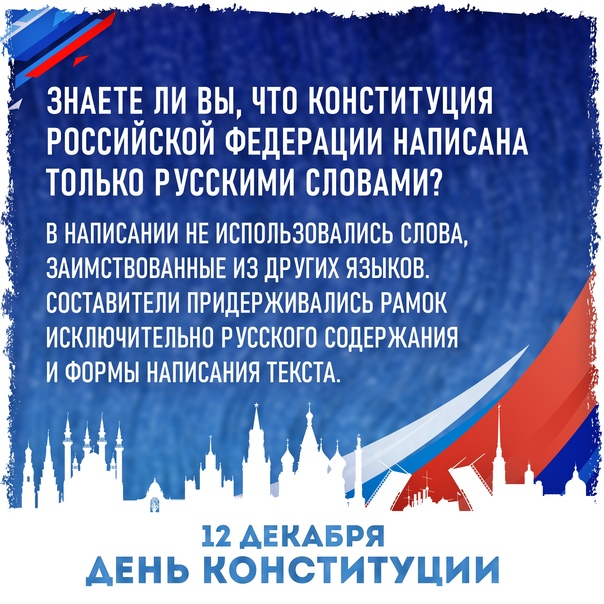 ЗНАЕТЕ ЛИ ВЫ, ЧТО КОНСТИТУЦИЯ
РОССИЙСКОЙ ФЕДЕРАЦИИ НАПИСАНА
ТОЛЬКО РУССКИМИ СЛОВАМИ?
В НАПИСАНИИ НЕ ИСПОЛЬЗОВАЛИСЬ СЛОВА,
ЗАИМСТВОВАННЫЕ ИЗ ДРУГИХ ЯЗЫКОВ.
СОСТАВИТЕЛИ ПРИДЕРЖИВАЛИСЬ РАМОК
ИСКЛЮЧИТЕЛЬНО РУССКОГО СОДЕРЖАНИЯ
И ФОРМЫ НАПИСАНИЯ ТЕКСТА.
12 ДЕКАБРЯ
ДЕНЬ КОНСТИТУЦИИ